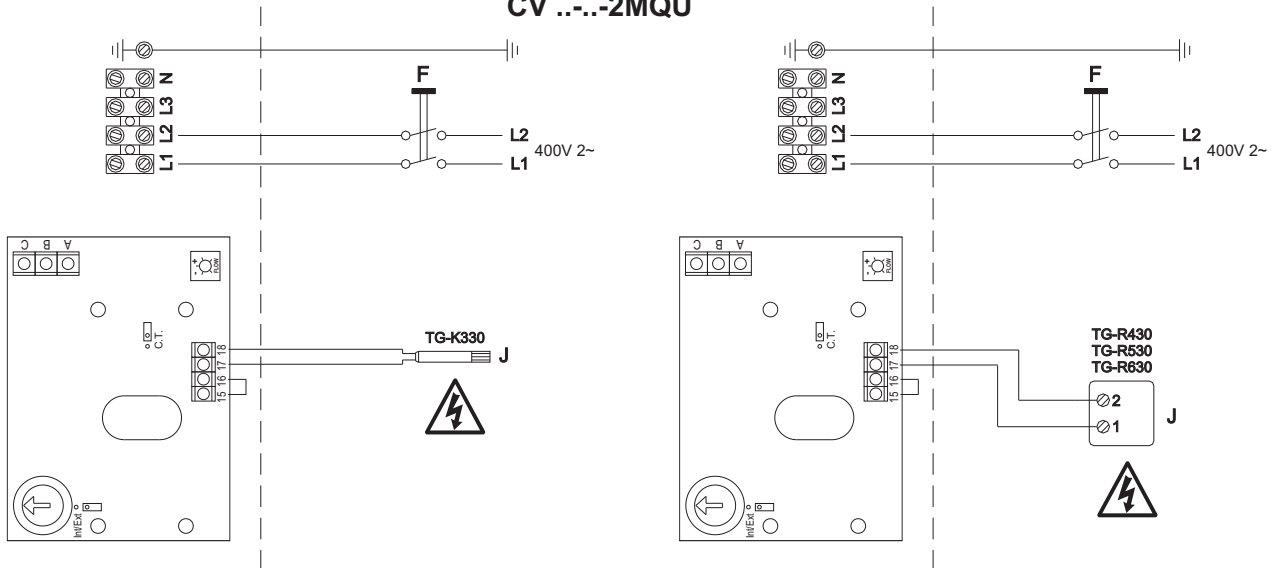 CV ..-..-2MQU
N
L3
L2
L1
F
L2
L1
400V 2~
C B A
- + FLOW
C.T.
18
17
16
15
TG-K330
J
Int/Ext
N
L3
L2
L1
F
L2
L1
400V 2~
C B A
- + FLOW
C.T.
18
17
16
15
TG-R430
TG-R530
TG-R630
2
1
J
Int/Ext